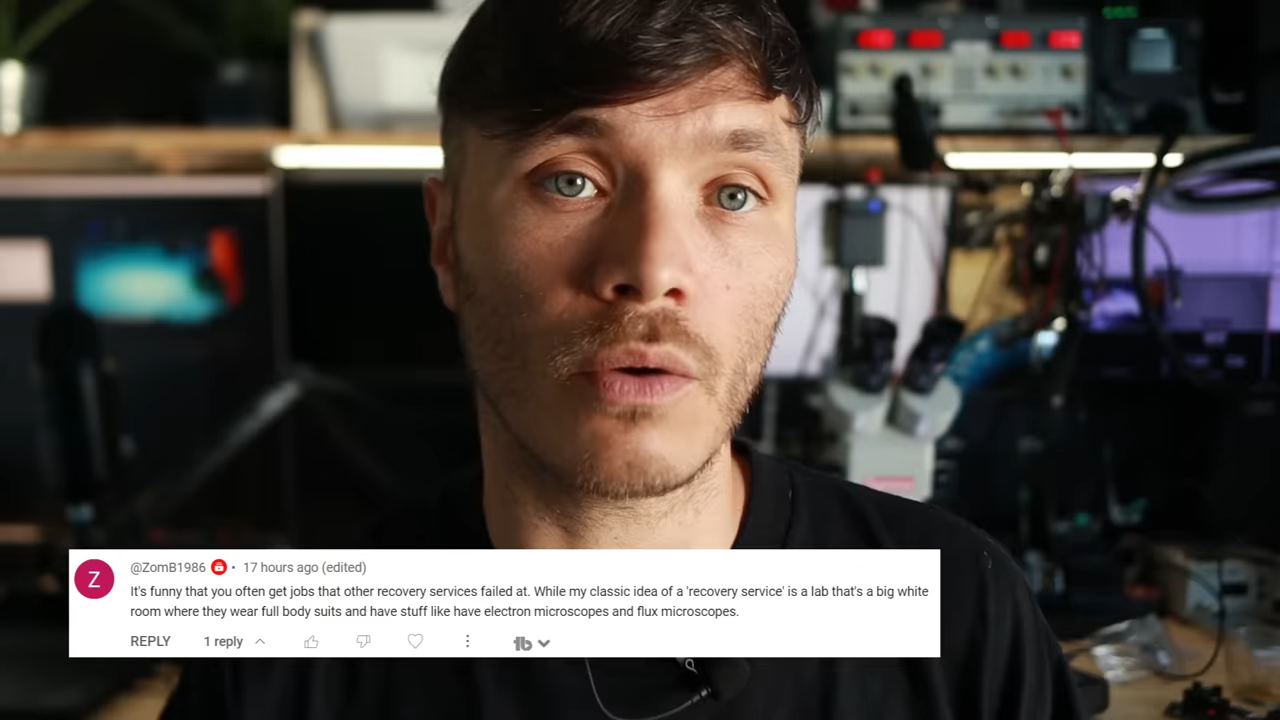 Z
@ZomB1986 • 17 hours ago (edited)
It's funny that you often get jobs that other recovery services failed at. While my classic idea of a 'recovery service' is a lab that's a big white
room where they wear full body suits and have stuff like have electron microscopes and flux microscopes.
REPLY 1 reply
tb